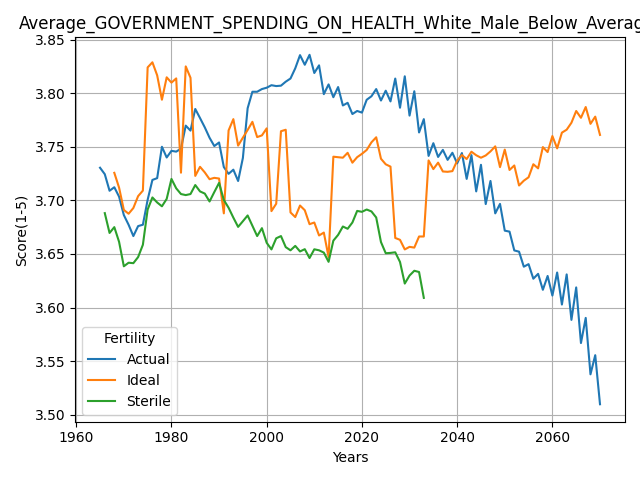 Average_GOVERNMENT_SPENDING_ON_HEALTH_White_Male_Below_Averag
3.85
3.80
3.75
3.70
3.65
3.60
3.55
3.50
Score(1-5)
Fertility
Actual
Ideal
Sterile
1960 1980 2000 2020 2040 2060
Years